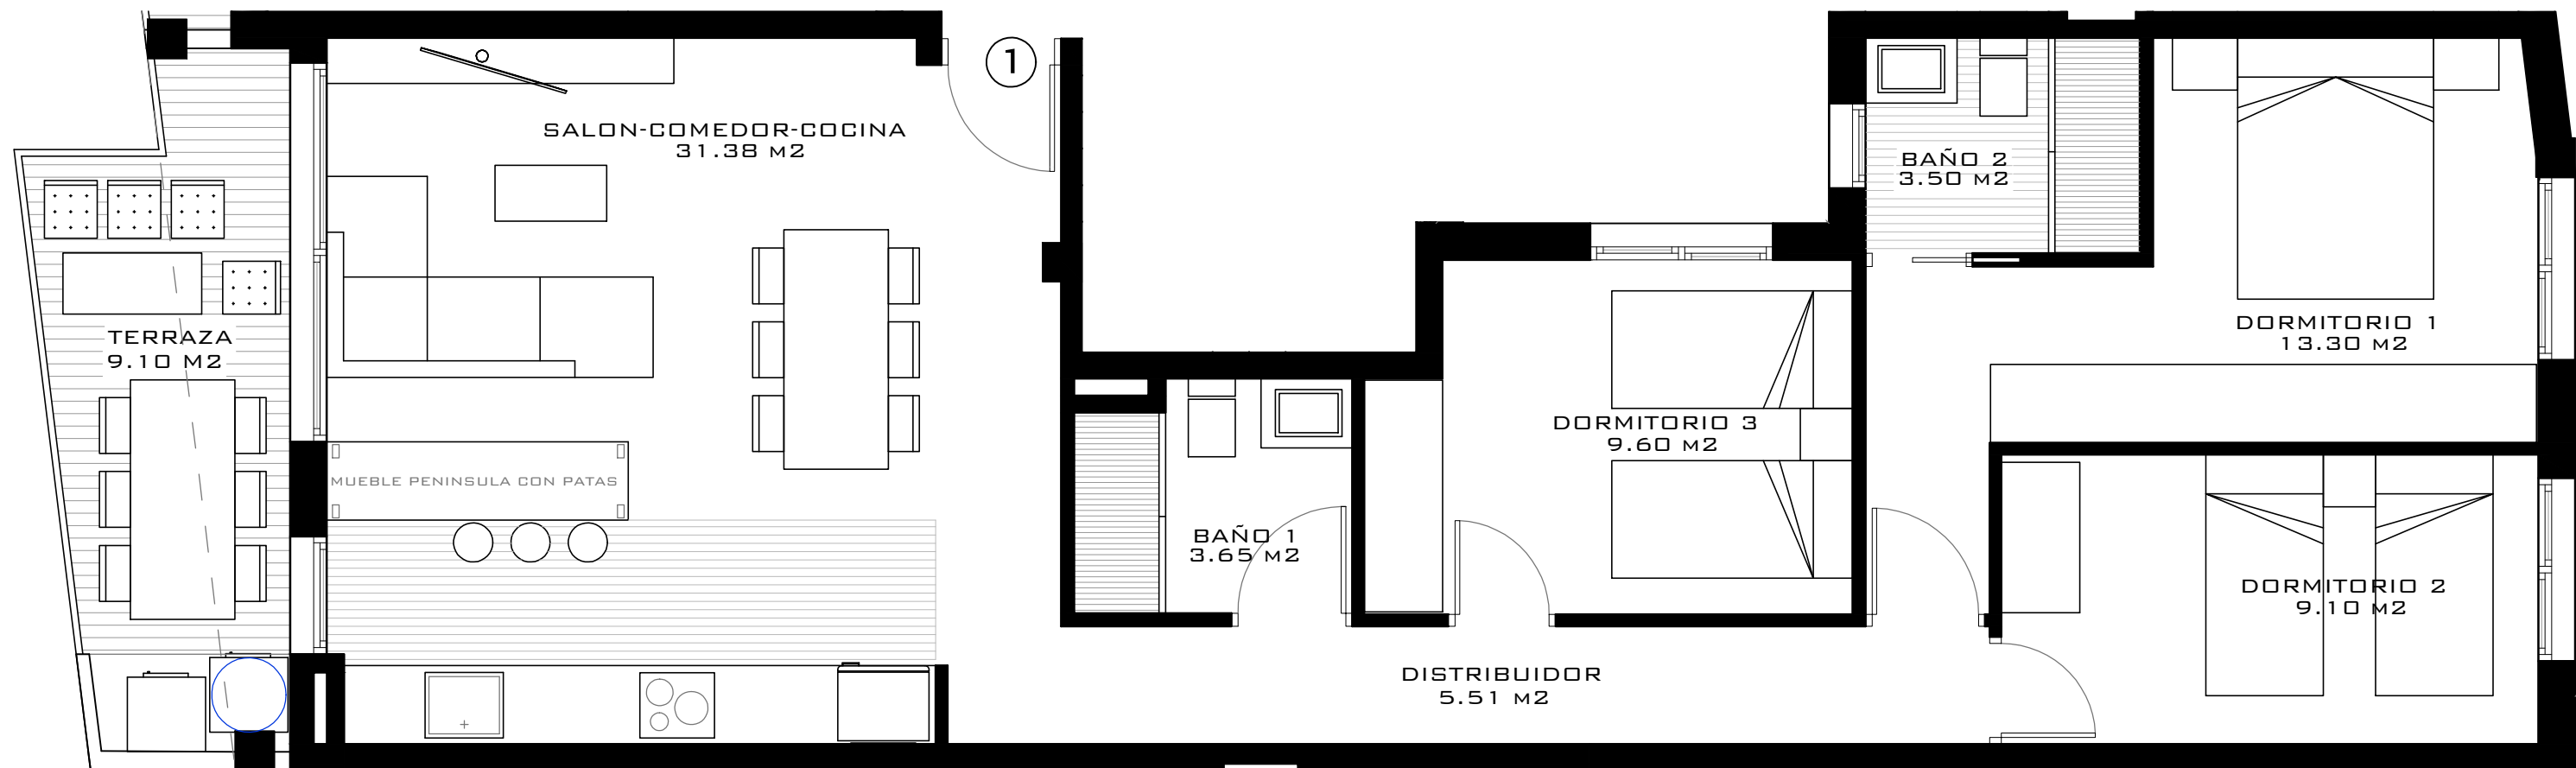 1
SALON-COMEDOR-COCINA
31.38 M2
BAÑO 2
3.50 M2
TERRAZA
9.10 M2
DORMITORIO 1
13.30 M2
DORMITORIO 3
9.60 M2
MUEBLE PENINSULA CON PATAS
BAÑO 1
3.65 M2
DORMITORIO 2
9.10 M2
DISTRIBUIDOR
5.51 M2